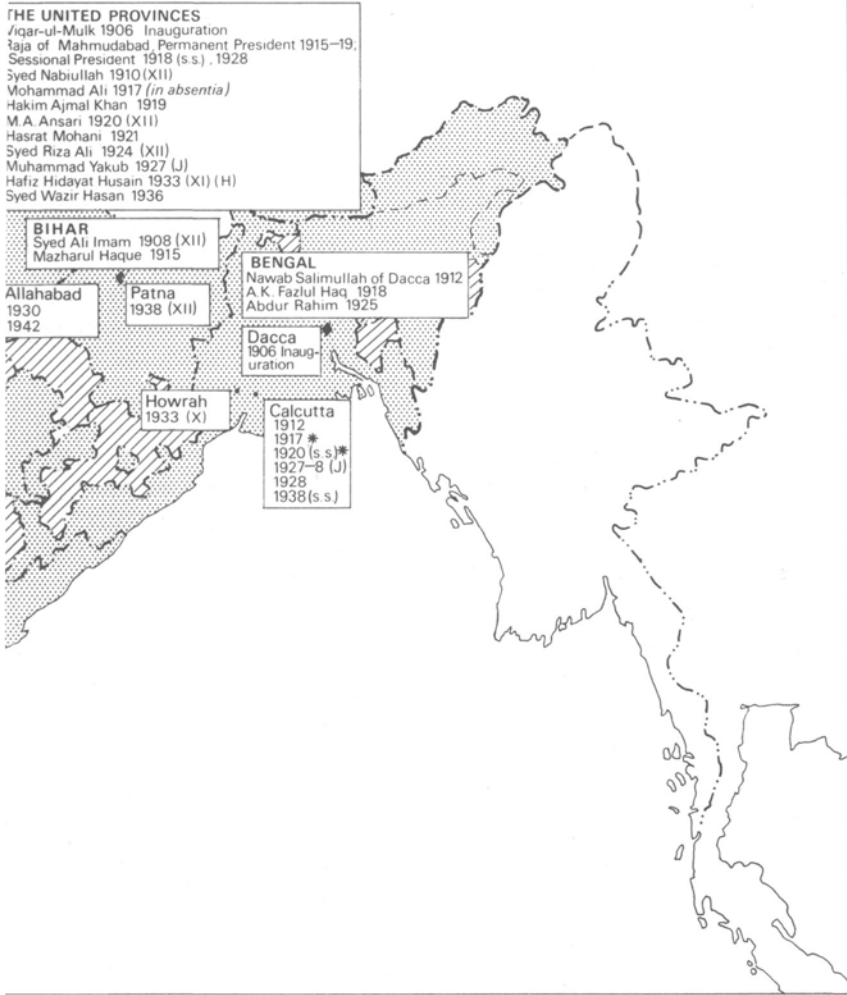 THE UNITED PROVINCES
Viqar-ul-Mulk 1906 Inauguration
Raja of Mahmudabad, Permanent President 1915–19;
Sessional President 1918 (s.s.), 1928
Syed Nabiullah 1910 (XII)
Mohammad Ali 1917 (in absentia)
Hakim Ajmal Khan 1919
M.A. Ansari 1920 (XII)
Hasrat Mohani 1921
Syed Riza Ali 1924 (XII)
Muhammad Yakub 1927 (J)
Hafiz Hidayat Husain 1933 (XI) (H)
Syed Wazir Hasan 1936
BIHAR
Syed Ali Imam 1908 (XII)
Mazharul Haque 1915
BENGAL
Nawab Salimullah of Dacca 1912
A.K. Fazlul Haq 1918
Abdur Rahim 1925
Allahabad
1930
1942
Patna
1938 (XII)
Dacca
1906 Inaug-
uration
Howrah
1933 (X)
Calcutta
1912
1917 *
1920 (s.s)*
1927–8 (J)
1928
1938 (s.s.)